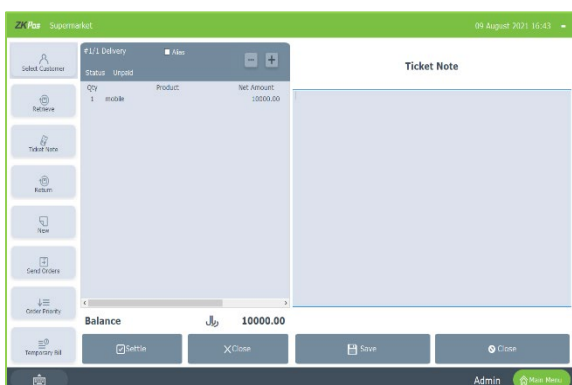 ZKPos Supermarket
09 August 2021 16:43
Select Customer
Retrieve
Ticket Note
Return
New
Send Orders
Order Priority
Temporary Bill
#1/1 Delivery Alias
Status Unpaid
- +
Qty Product Net Amount
1 mobile 10000.00
Balance ﷼ 10000.00
Settle
Close
Ticket Note
Save
Close
Admin
Main Menu